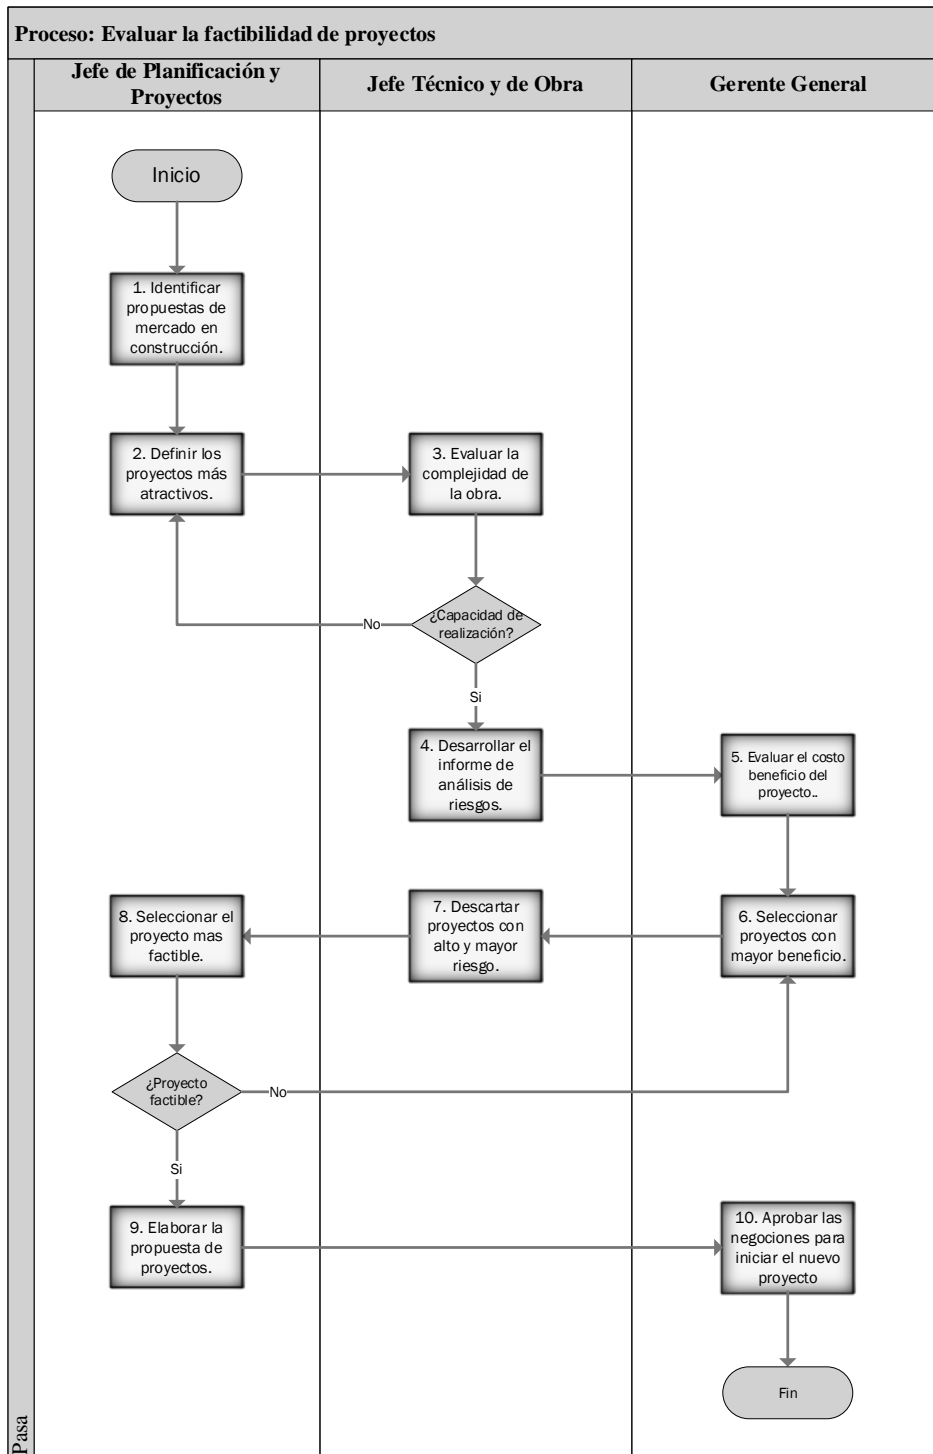 Proceso: Evaluar la factibilidad de proyectos
Jefe de Planificación y
Proyectos
Jefe Técnico y de Obra
Gerente General
Inicio
1. Identificar
propuestas de
mercado en
construcción.
2. Definir los
proyectos más
atractivos.
3. Evaluar la
complejidad de
la obra.
¿Capacidad de
realización?
No
Si
4. Desarrollar el
informe de
análisis de
riesgos.
5. Evaluar el costo
beneficio del
proyecto..
6. Seleccionar
proyectos con
mayor beneficio.
7. Descartar
proyectos con
alto y mayor
riesgo.
8. Seleccionar el
proyecto mas
factible.
¿Proyecto
factible?
No
Si
9. Elaborar la
propuesta de
proyectos.
10. Aprobar las
negociones para
iniciar el nuevo
proyecto
Fin
Pasa